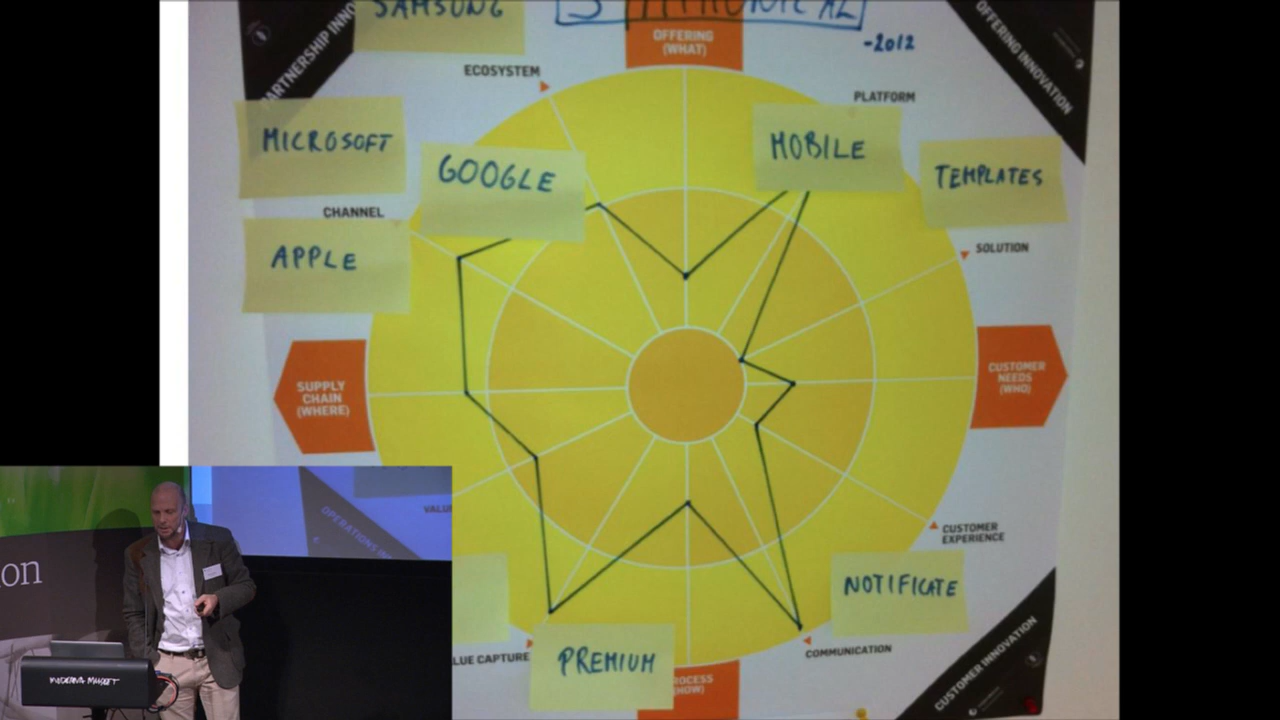 SAMSUNG
OFFERING
(WHAT)
-2012
PARTNERSHIP INNO
OFFERING INNOVATION
ECOSYSTEM
PLATFORM
MICROSOFT
GOOGLE
MOBILE
TEMPLATES
CHANNEL
APPLE
SOLUTION
SUPPLY
CHAIN
(WHERE)
CUSTOMER
NEEDS
(WHO)
CUSTOMER
EXPERIENCE
NOTIFICATE
COMMUNICATION
CUSTOMER INNOVATION
LUE CAPTURE
PREMIUM
ROCESS
(HOW)
VALU
OPERATIONS IN
on